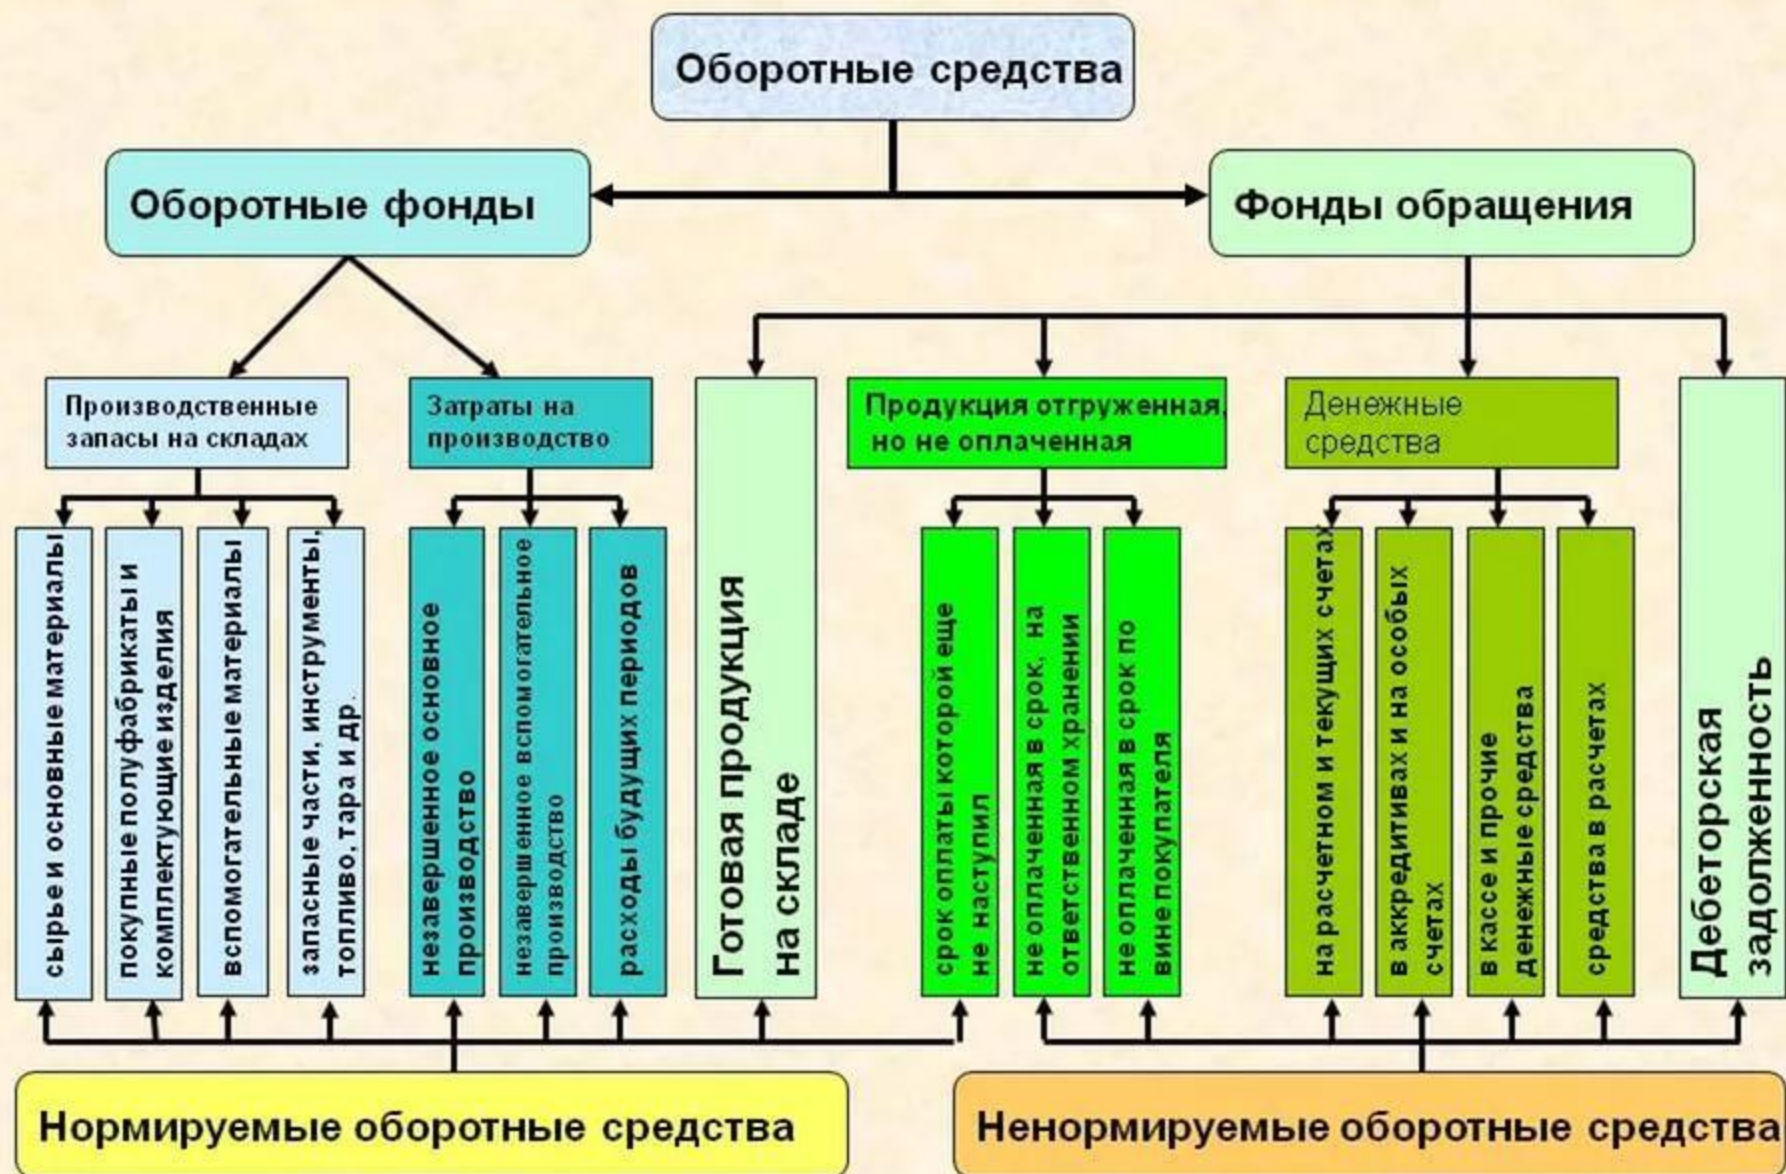 Оборотные средства
Оборотные фонды
Фонды обращения
Производственные
запасы на складах
Затраты на
производство
Продукция отгруженная,
но не оплаченная
Денежные
средства
сырье и основные материалы
покупные полуфабрикаты и
комплектующие изделия
вспомогательные материалы
запасные части, инструменты,
топливо, тара и др.
незавершенное основное
производство
незавершенное вспомогательное
производство
расходы будущих периодов
Готовая продукция
на складе
срок оплаты которой еще
не наступил
не оплаченная в срок, на
ответственном хранении
не оплаченная в срок по
вине покупателя
на расчетном и текущих счетах
в аккредитивах и на особых
счетах
в кассе и прочие
денежные средства
средства в расчетах
Дебеторская
задолженность
Нормируемые оборотные средства
Ненормируемые оборотные средства